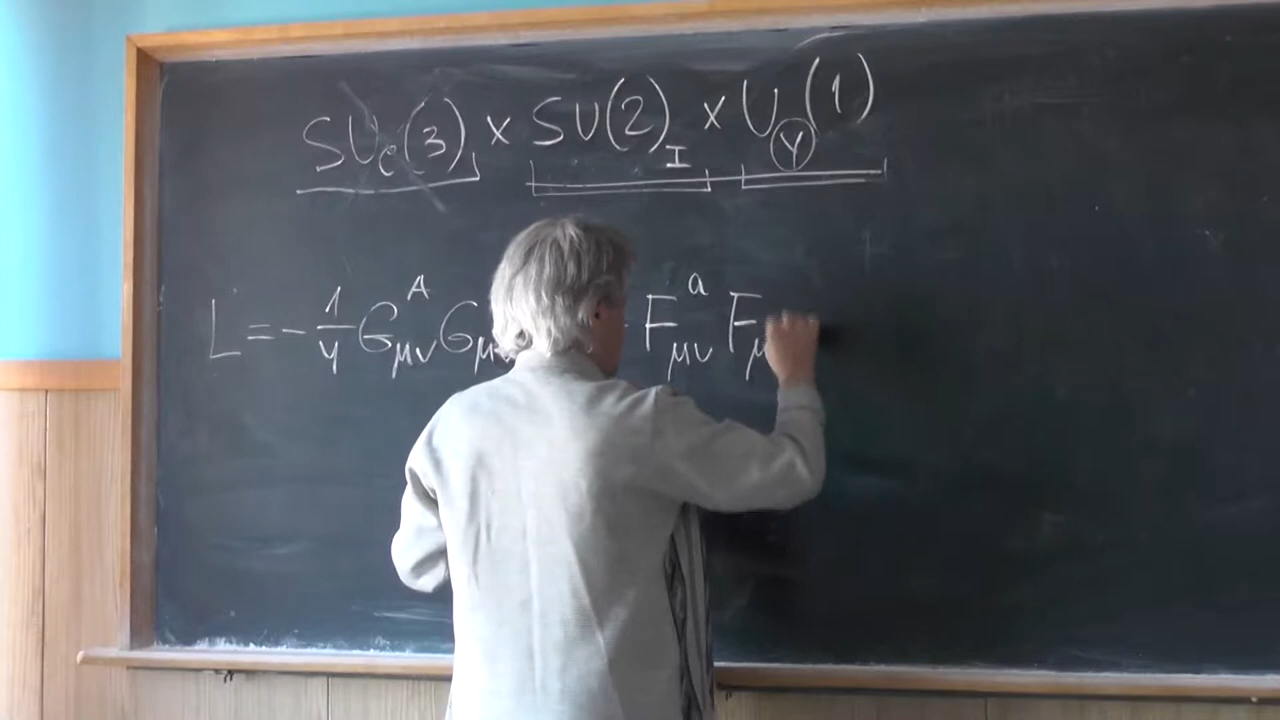 SU_c(3) × SU(2)_I × U_Y(1)
L = - 1/4 G^A_μν G_μν - F^a_μν F_μ